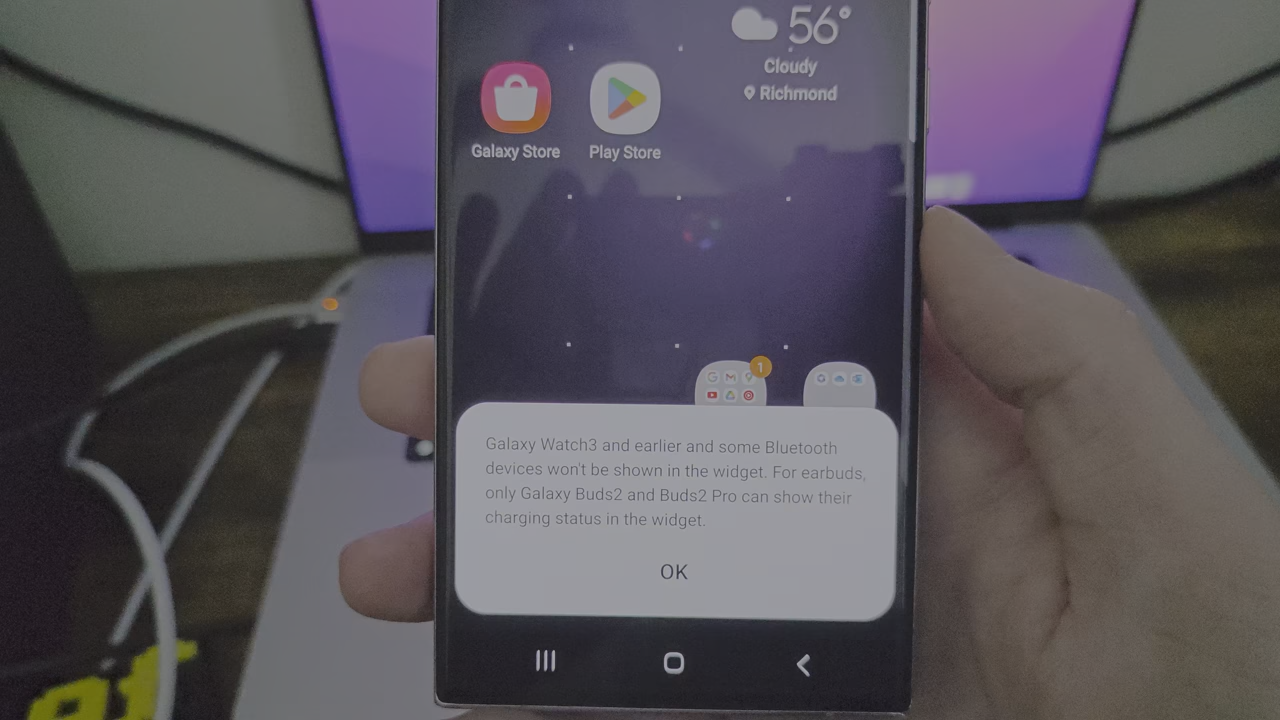 56°
Cloudy
Richmond
Galaxy Store
Play Store
1
Galaxy Watch3 and earlier and some Bluetooth
devices won't be shown in the widget. For earbuds,
only Galaxy Buds2 and Buds2 Pro can show their
charging status in the widget.
OK